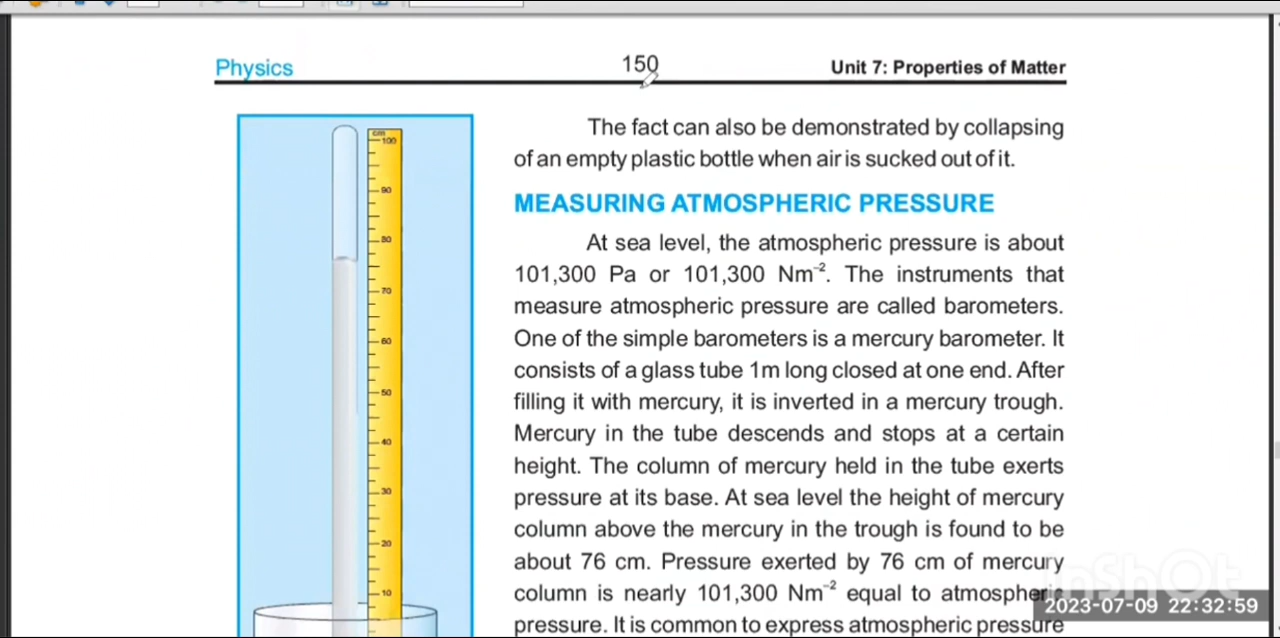 Physics
150
Unit 7: Properties of Matter
cm
100
90
80
70
60
50
40
30
20
10
The fact can also be demonstrated by collapsing
of an empty plastic bottle when air is sucked out of it.
MEASURING ATMOSPHERIC PRESSURE
At sea level, the atmospheric pressure is about
101,300 Pa or 101,300 Nm⁻². The instruments that
measure atmospheric pressure are called barometers.
One of the simple barometers is a mercury barometer. It
consists of a glass tube 1m long closed at one end. After
filling it with mercury, it is inverted in a mercury trough.
Mercury in the tube descends and stops at a certain
height. The column of mercury held in the tube exerts
pressure at its base. At sea level the height of mercury
column above the mercury in the trough is found to be
about 76 cm. Pressure exerted by 76 cm of mercury
column is nearly 101,300 Nm⁻² equal to atmospheric
pressure. It is common to express atmospheric pressure
InShOt
2023-07-09 22:32:59